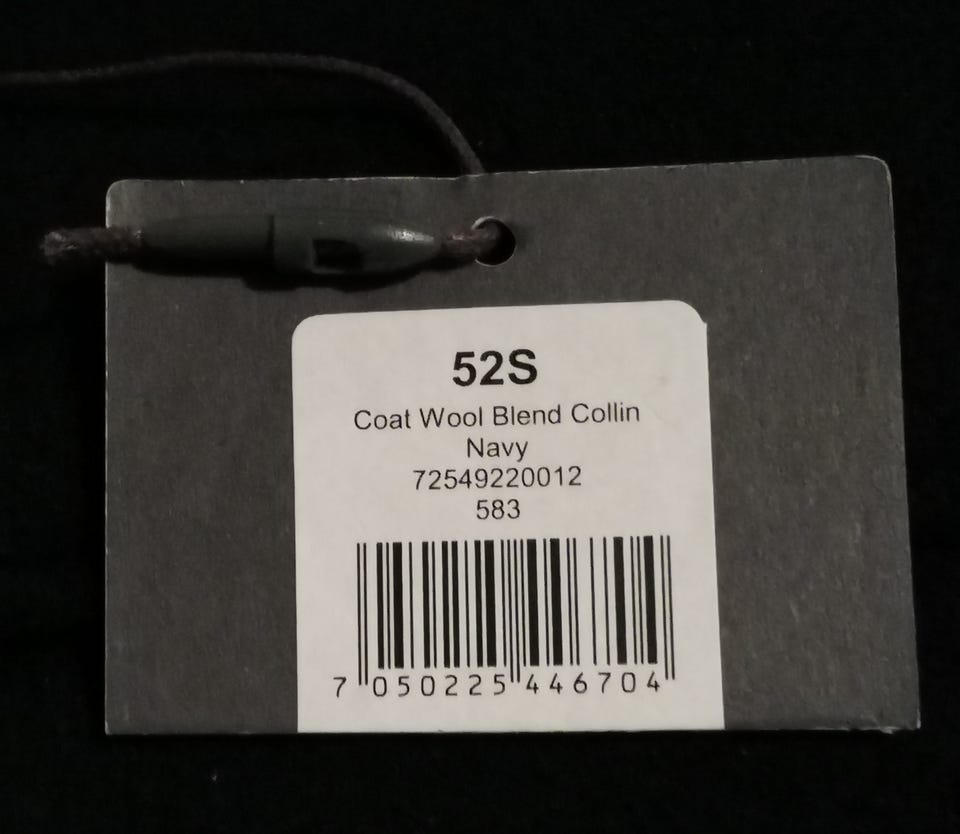 52S
Coat Wool Blend Collin
Navy
72549220012
583
7 050225 446704